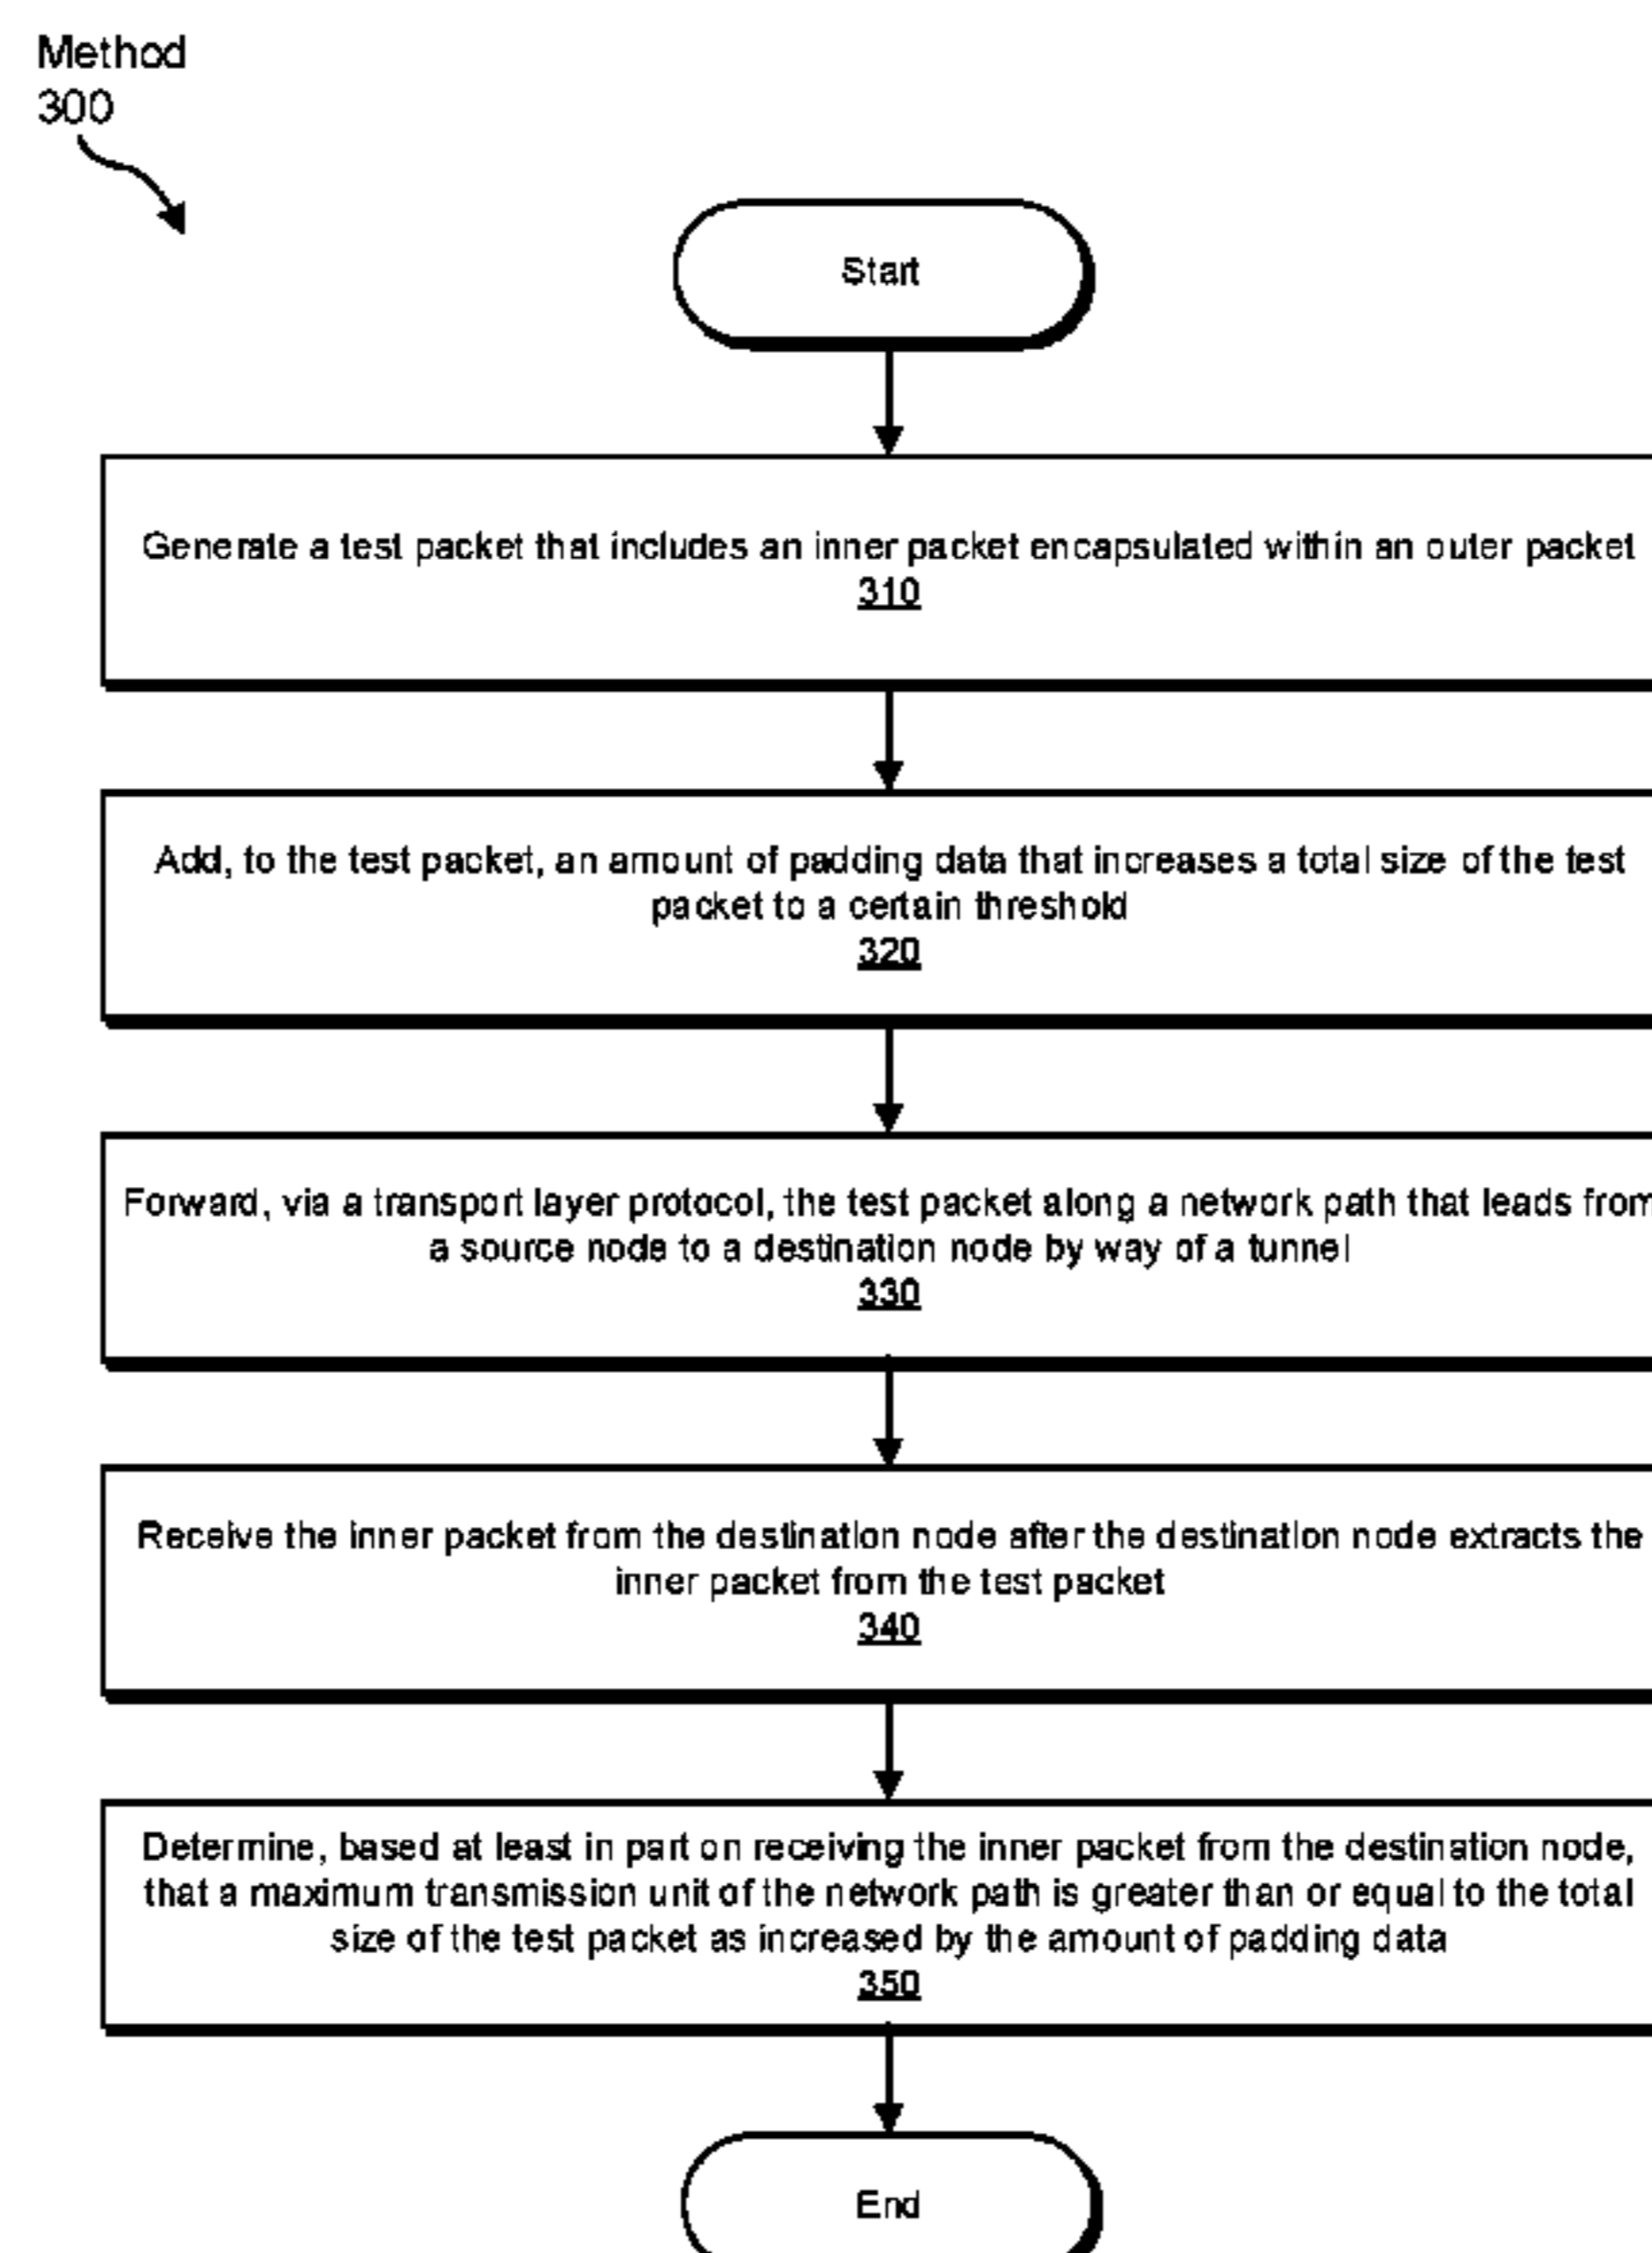 Method
300
Start
Generate a test packet that includes an inner packet encapsulated within an outer packet
310
Add, to the test packet, an amount of padding data that increases a total size of the test
packet to a certain threshold
320
Forward, via a transport layer protocol, the test packet along a network path that leads from
a source node to a destination node by way of a tunnel
330
Receive the inner packet from the destination node after the destination node extracts the
inner packet from the test packet
340
Determine, based at least in part on receiving the inner packet from the destination node,
that a maximum transmission unit of the network path is greater than or equal to the total
size of the test packet as increased by the amount of padding data
350
End